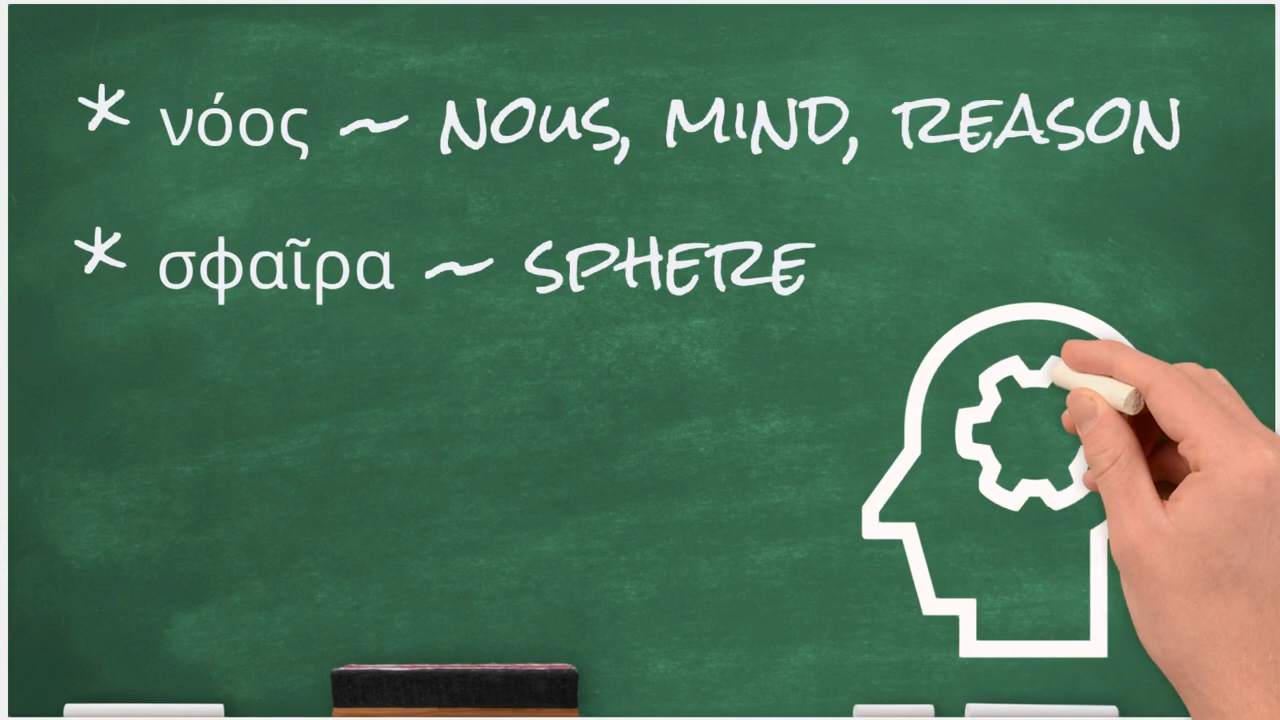 * νόος ~ NOUS, MIND, REASON
* σφαῖρα ~ SPHERE